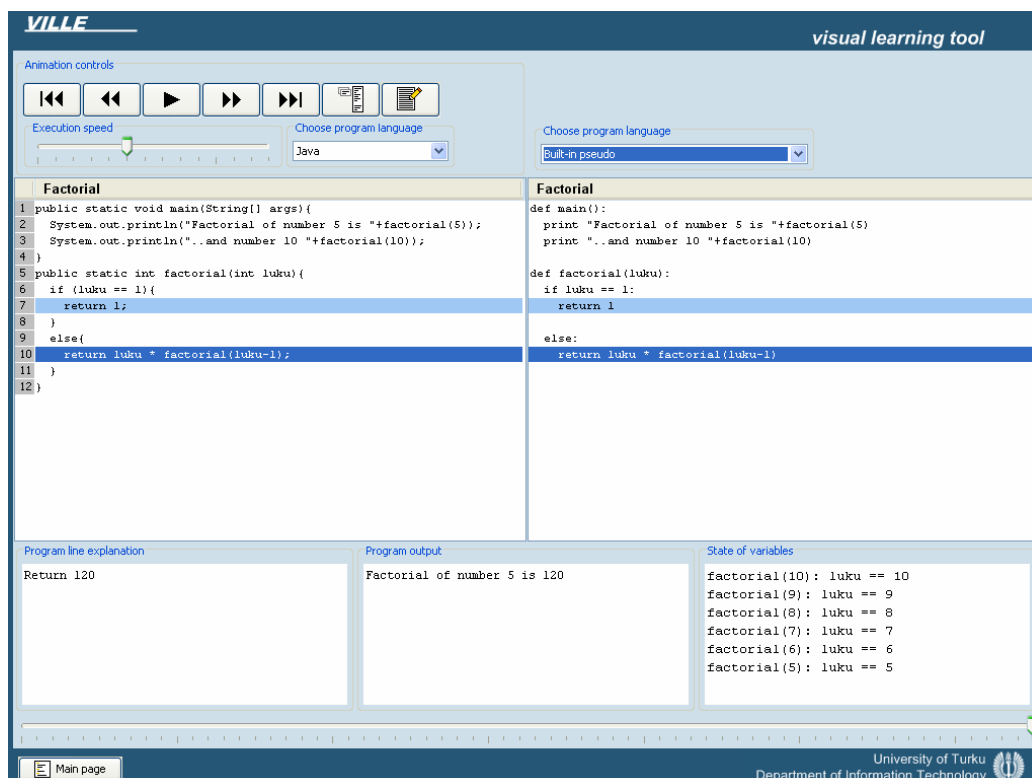 VILLE
visual learning tool
Animation controls
Execution speed
Choose program language
Java
Choose program language
Built-in pseudo
Factorial
1 public static void main(String[] args){
2 System.out.println("Factorial of number 5 is "+factorial(5));
3 System.out.println("..and number 10 "+factorial(10));
4 }
5 public static int factorial(int luku){
6 if (luku == 1){
7 return 1;
8 }
9 else{
10 return luku * factorial(luku-1);
11 }
12 }
Factorial
def main():
print "Factorial of number 5 is "+factorial(5)
print "..and number 10 "+factorial(10)
def factorial(luku):
if luku == 1:
return 1
else:
return luku * factorial(luku-1)
Program line explanation
Return 120
Program output
Factorial of number 5 is 120
State of variables
factorial(10): luku == 10
factorial(9): luku == 9
factorial(8): luku == 8
factorial(7): luku == 7
factorial(6): luku == 6
factorial(5): luku == 5
Main page
University of Turku
Department of Information Technology